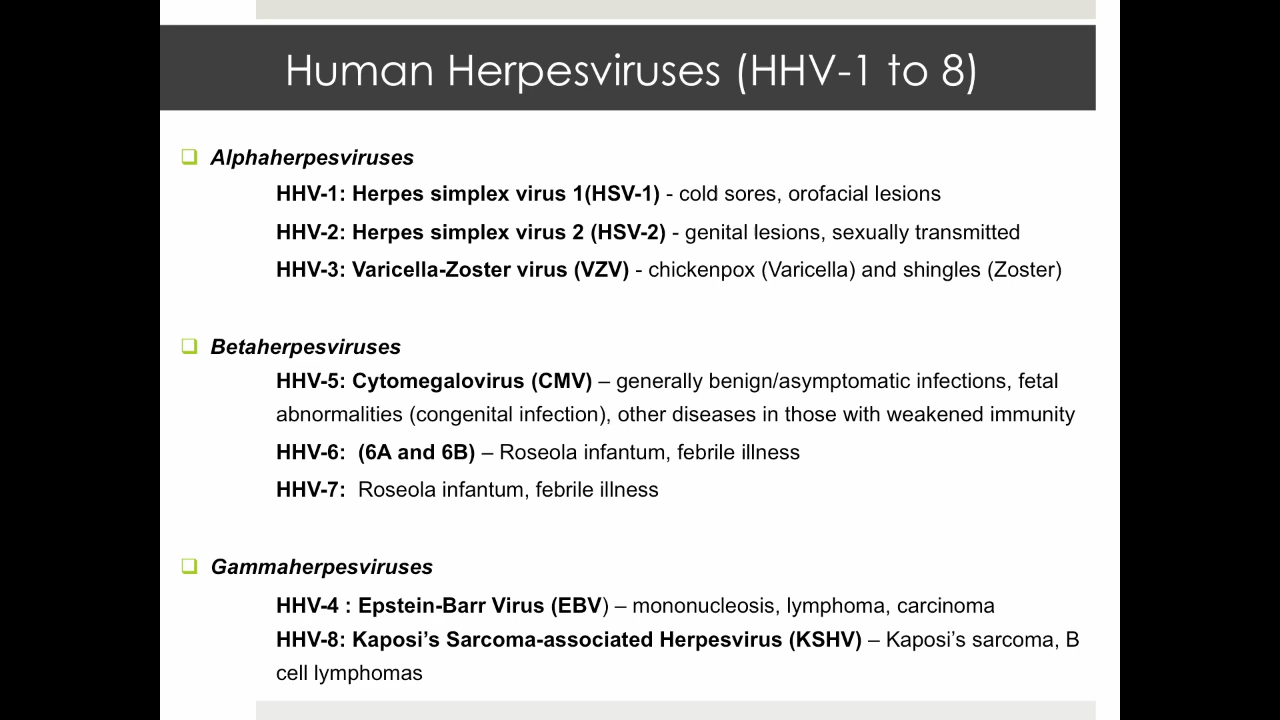 Human Herpesviruses (HHV-1 to 8)
Alphaherpesviruses
HHV-1: Herpes simplex virus 1(HSV-1) - cold sores, orofacial lesions
HHV-2: Herpes simplex virus 2 (HSV-2) - genital lesions, sexually transmitted
HHV-3: Varicella-Zoster virus (VZV) - chickenpox (Varicella) and shingles (Zoster)
Betaherpesviruses
HHV-5: Cytomegalovirus (CMV) – generally benign/asymptomatic infections, fetal
abnormalities (congenital infection), other diseases in those with weakened immunity
HHV-6:  (6A and 6B) – Roseola infantum, febrile illness
HHV-7:  Roseola infantum, febrile illness
Gammaherpesviruses
HHV-4 : Epstein-Barr Virus (EBV) – mononucleosis, lymphoma, carcinoma
HHV-8: Kaposi’s Sarcoma-associated Herpesvirus (KSHV) – Kaposi’s sarcoma, B
cell lymphomas